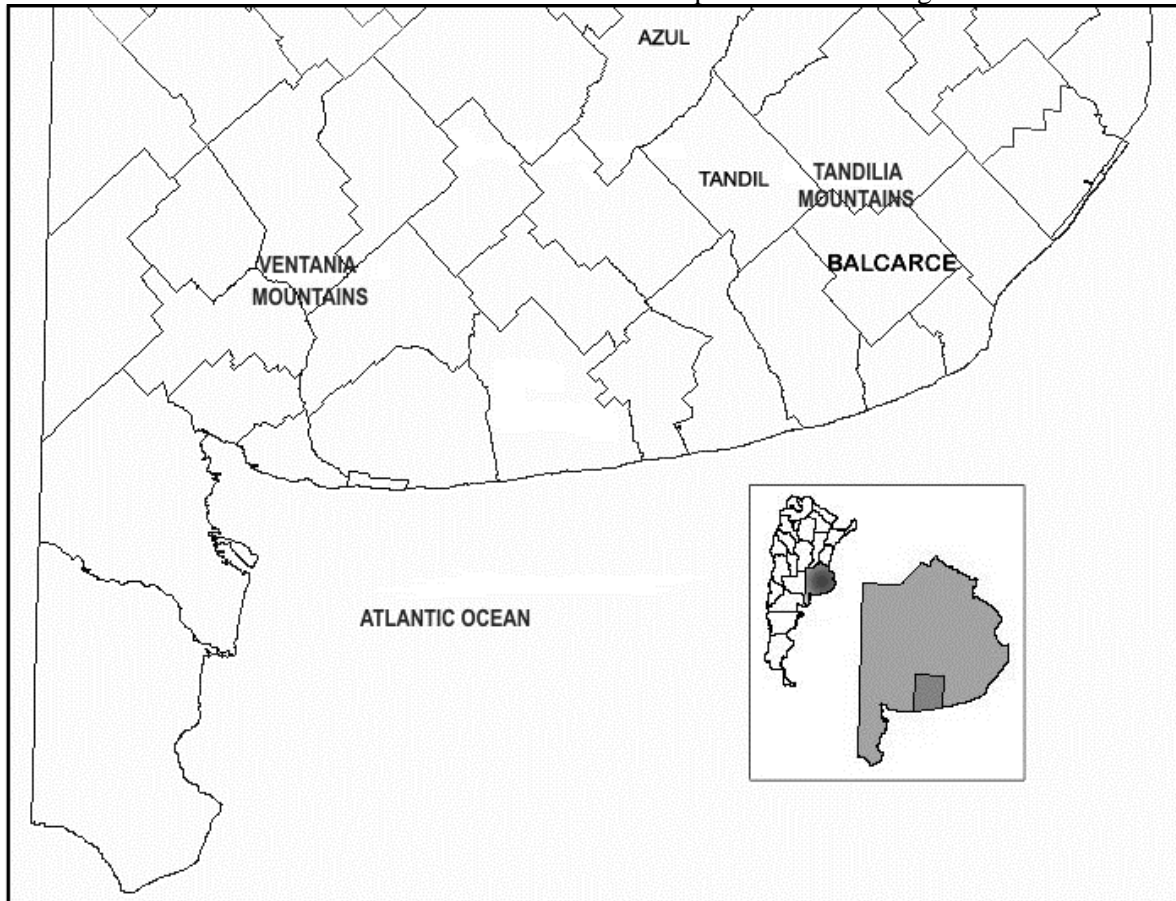 AZUL
TANDIL
TANDILIA
MOUNTAINS
VENTANIA
MOUNTAINS
BALCARCE
ATLANTIC OCEAN